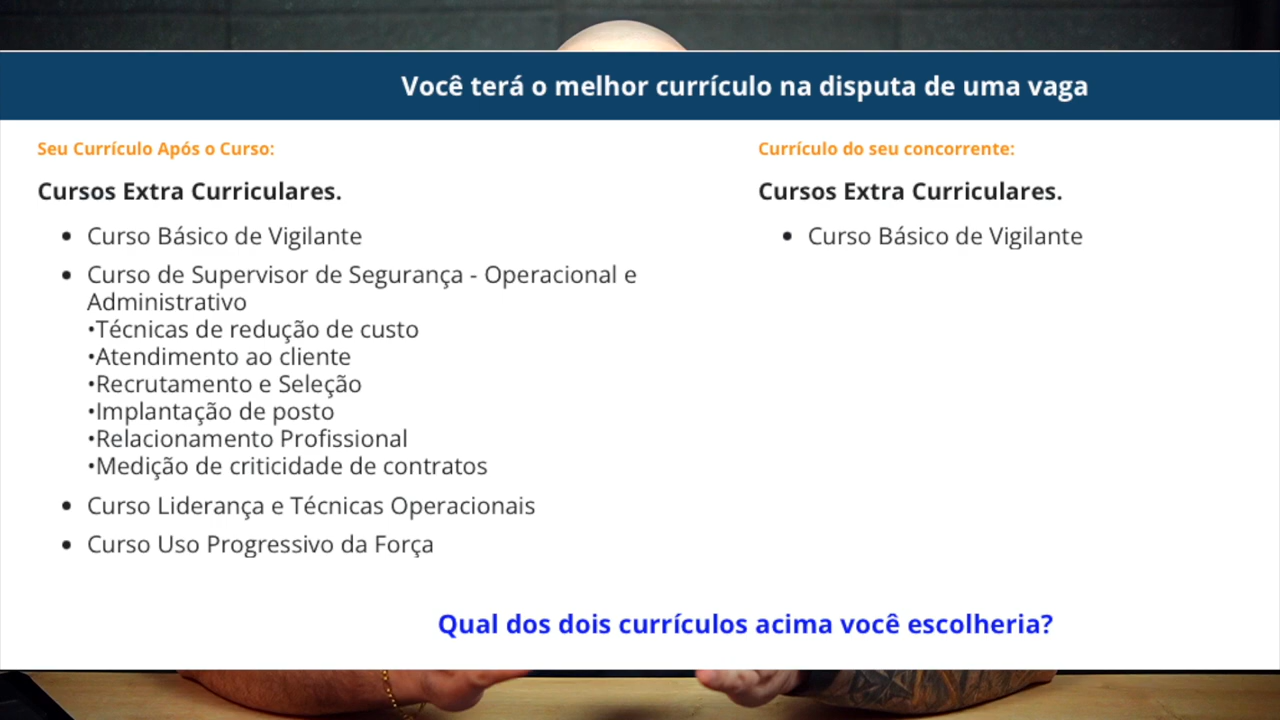 Você terá o melhor currículo na disputa de uma vaga
Seu Currículo Após o Curso:
Cursos Extra Curriculares.
• Curso Básico de Vigilante
• Curso de Supervisor de Segurança - Operacional e
Administrativo
•Técnicas de redução de custo
•Atendimento ao cliente
•Recrutamento e Seleção
•Implantação de posto
•Relacionamento Profissional
•Medição de criticidade de contratos
• Curso Liderança e Técnicas Operacionais
• Curso Uso Progressivo da Força
Currículo do seu concorrente:
Cursos Extra Curriculares.
• Curso Básico de Vigilante
Qual dos dois currículos acima você escolheria?